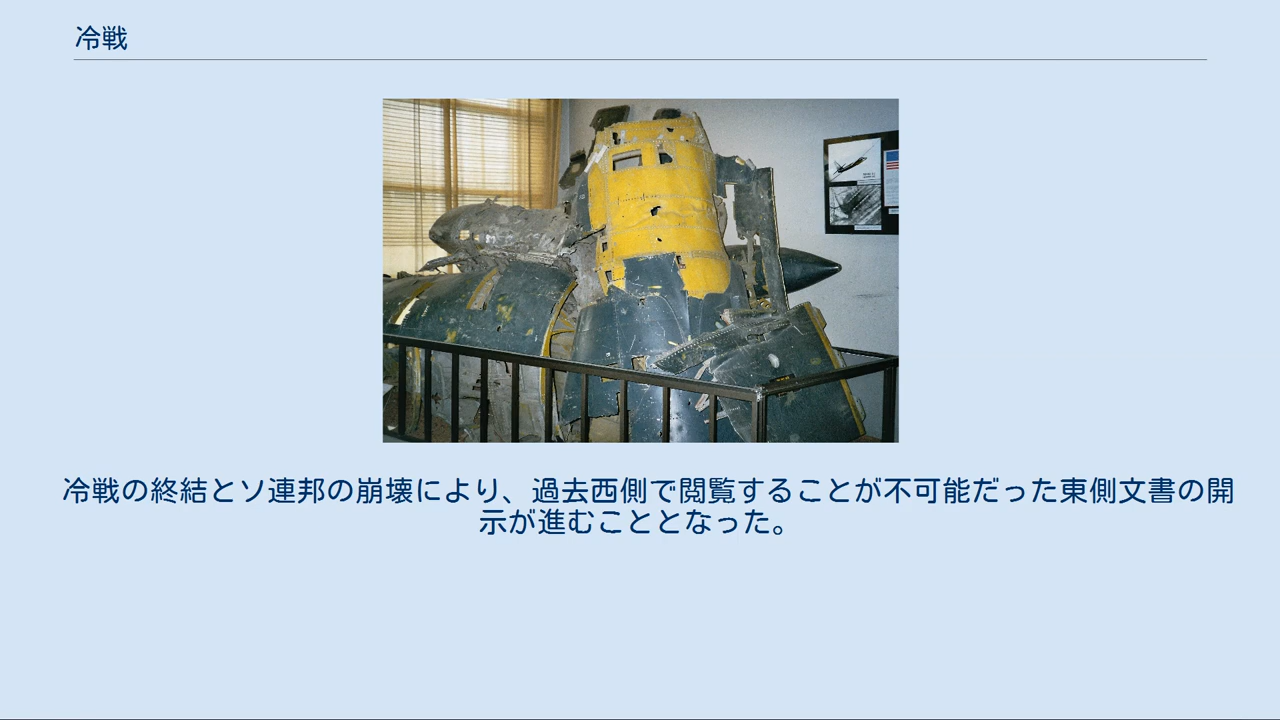 冷戦
冷戦の終結とソ連邦の崩壊により、過去西側で閲覧することが不可能だった東側文書の開
示が進むこととなった。